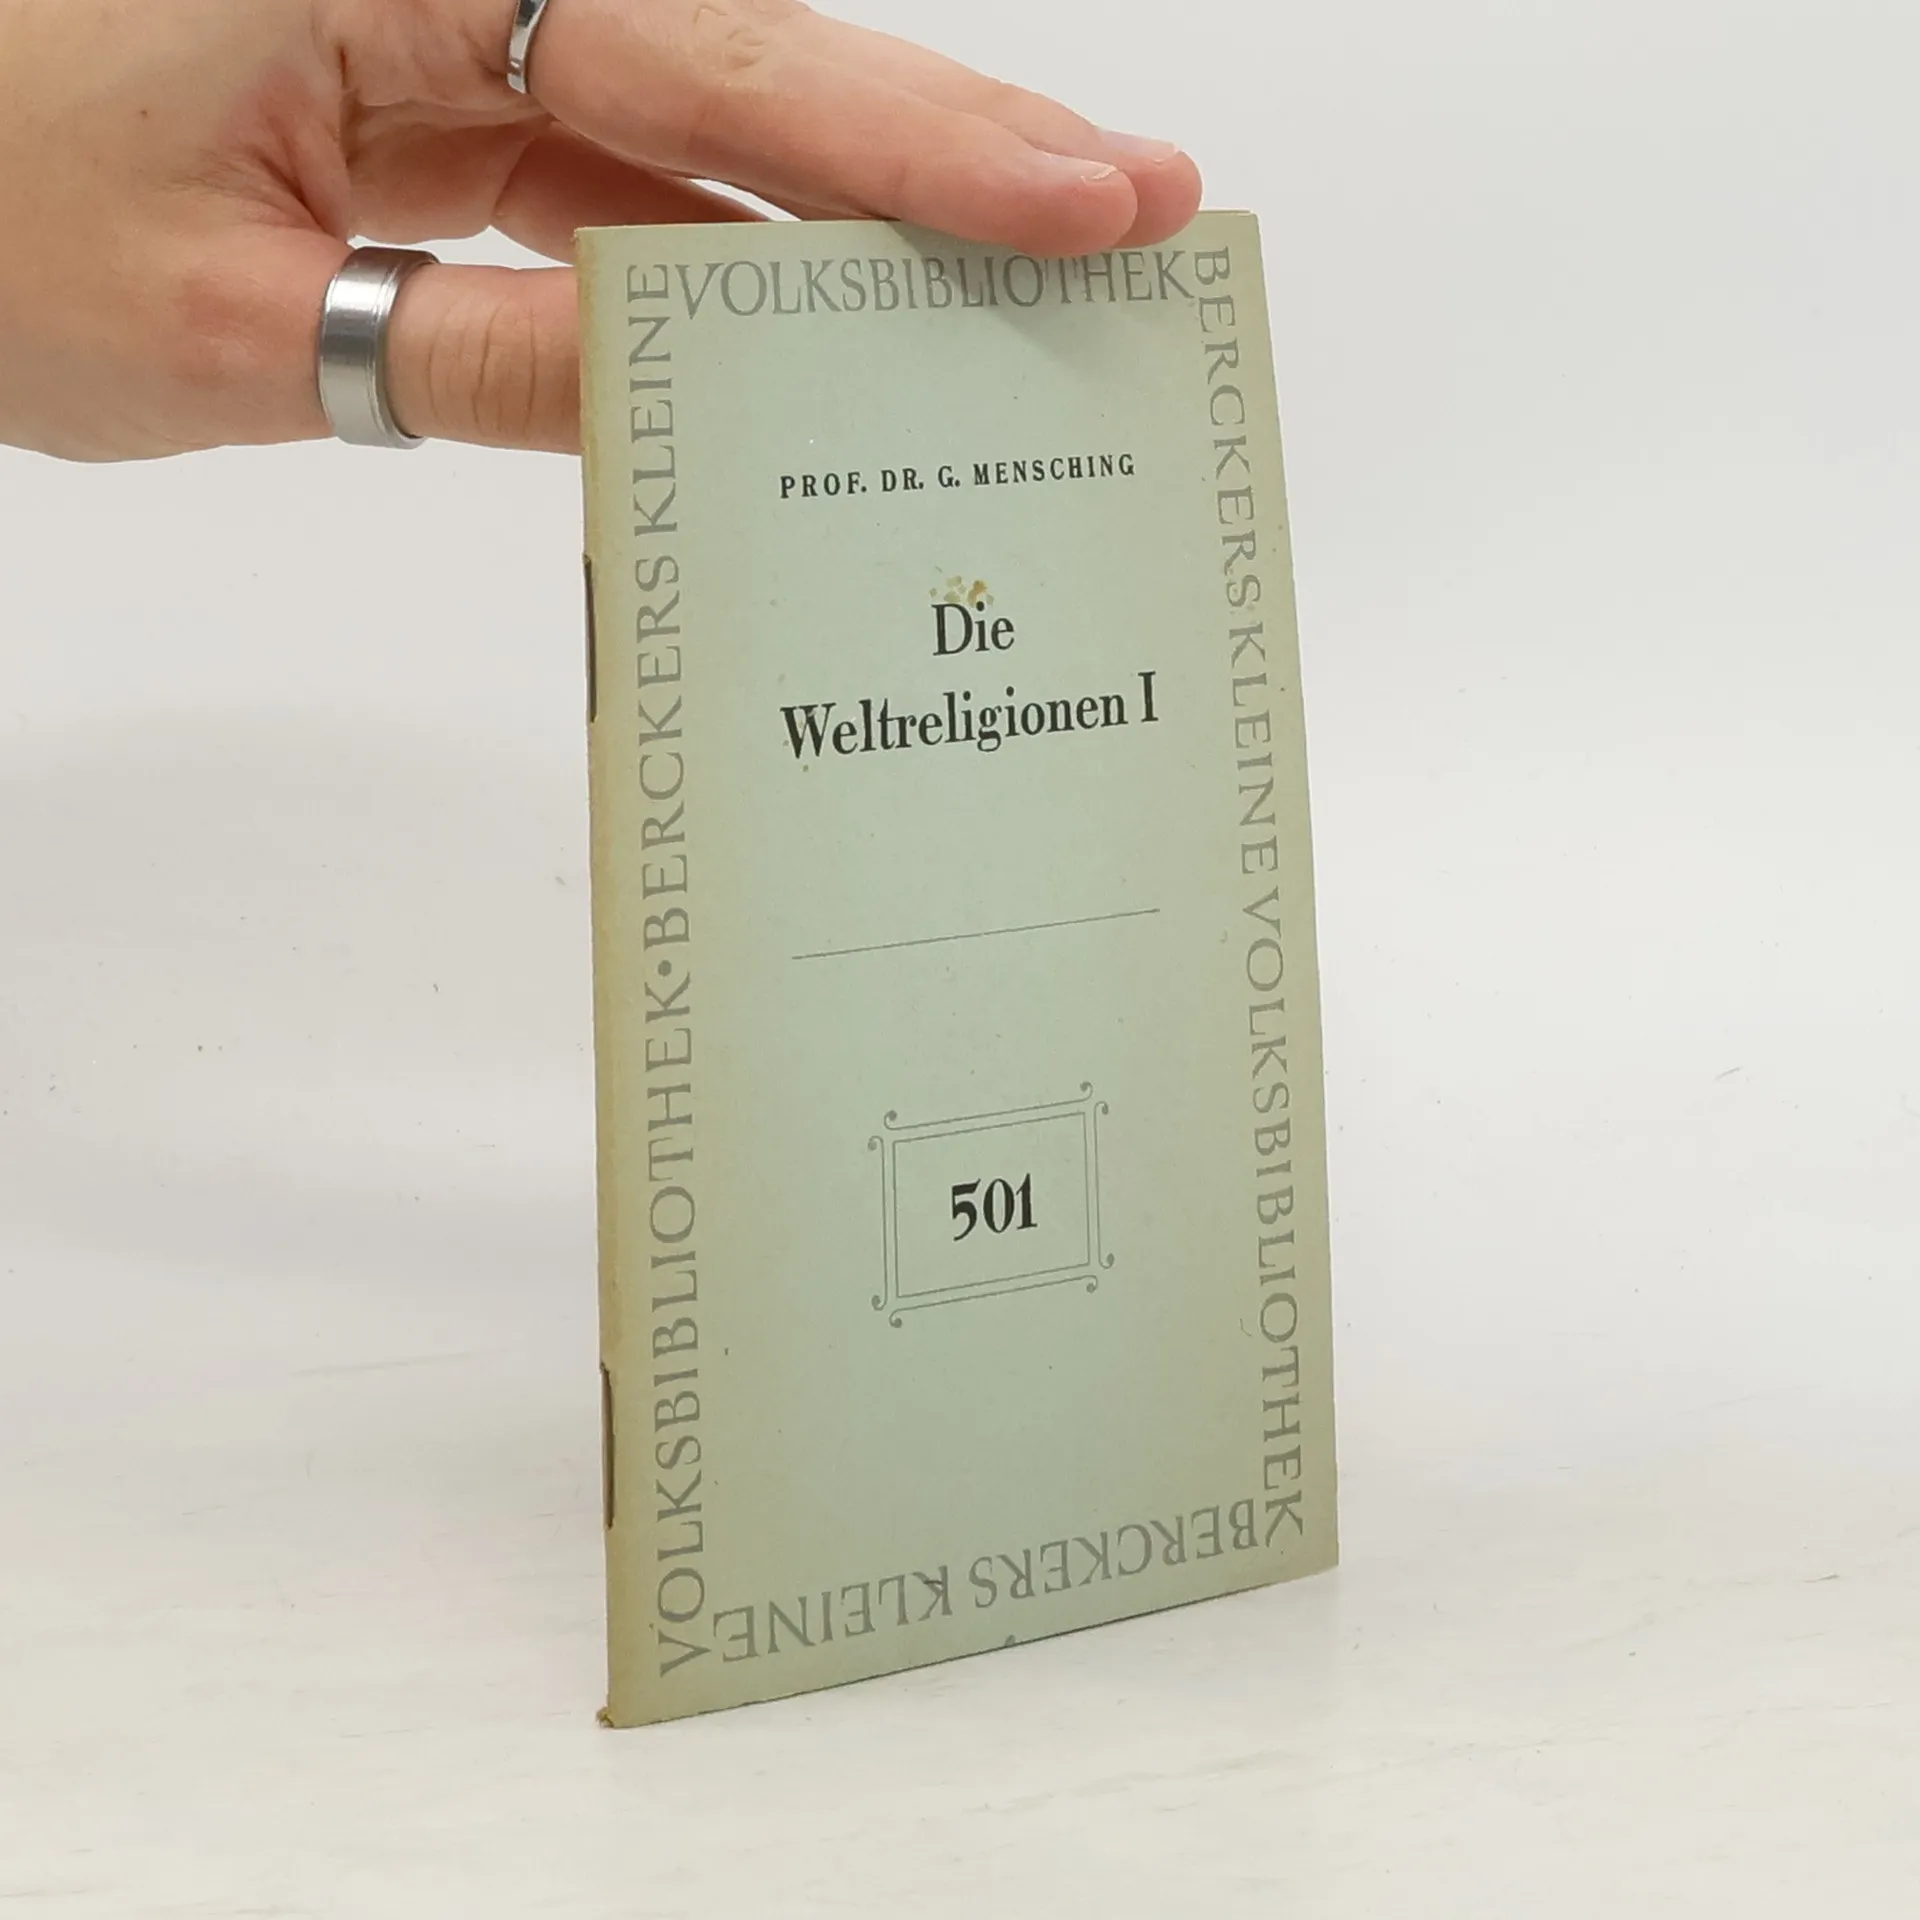 VOLKSBIBLIOTHEK
BERCKERS KLEINE VOLKSBIBLIOTHEK
BERCKERS KLEINE
VOLKSBIBLIOTHEK • BERCKERS KLEINE
PROF. DR. G. MENSCHING
Die
Weltreligionen I
501